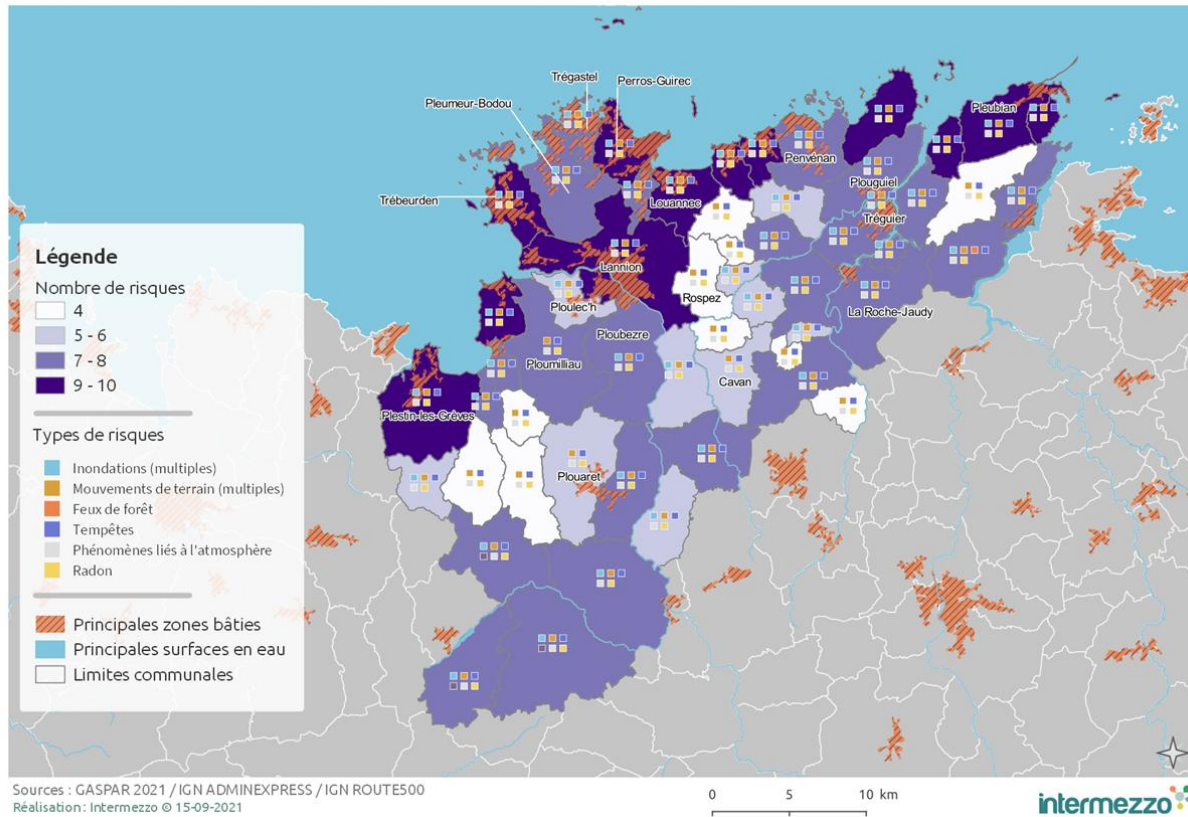 Trégastel
Perros-Guirec
Pleumeur-Bodou
Pleubian
Penvénan
Plouguiel
Trébeurden
Louannec
Tréguier
Lannion
Rospez
Ploulec'h
La Roche-Jaudy
Ploubezre
Ploumilliau
Cavan
Plestin-les-Grèves
Plouaret
Légende
Nombre de risques
4
5 - 6
7 - 8
9 - 10
Types de risques
Inondations (multiples)
Mouvements de terrain (multiples)
Feux de forêt
Tempêtes
Phénomènes liés à l'atmosphère
Radon
Principales zones bâties
Principales surfaces en eau
Limites communales
Sources : GASPAR 2021 / IGN ADMINEXPRESS / IGN ROUTE500
Réalisation : Intermezzo © 15-09-2021
0 5 10 km
intermezzo